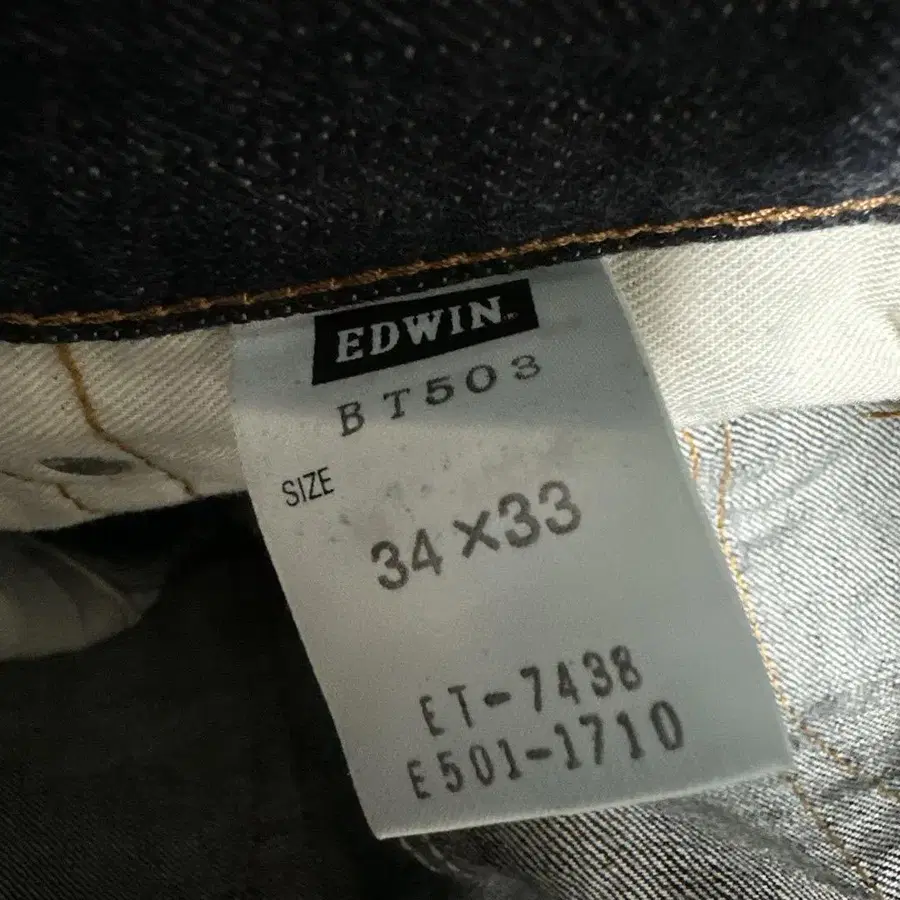 EDWIN
BT503
SIZE
34×33
ET-7438
E501-1710